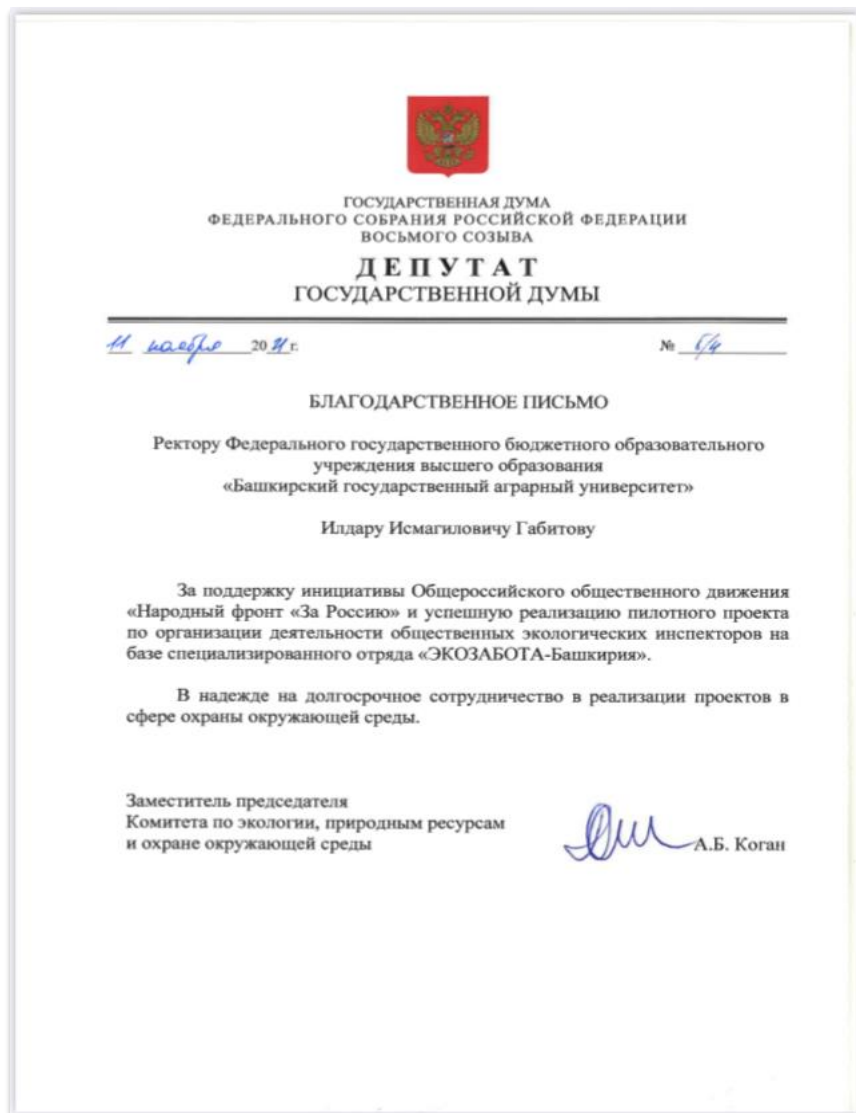 ГОСУДАРСТВЕННАЯ ДУМА
ФЕДЕРАЛЬНОГО СОБРАНИЯ РОССИЙСКОЙ ФЕДЕРАЦИИ
ВОСЬМОГО СОЗЫВА
ДЕПУТАТ
ГОСУДАРСТВЕННОЙ ДУМЫ
11 ноября 2021 г. № б/н
БЛАГОДАРСТВЕННОЕ ПИСЬМО
Ректору Федерального государственного бюджетного образовательного
учреждения высшего образования
«Башкирский государственный аграрный университет»
Илдару Исмагиловичу Габитову
За поддержку инициативы Общероссийского общественного движения
«Народный фронт «За Россию» и успешную реализацию пилотного проекта
по организации деятельности общественных экологических инспекторов на
базе специализированного отряда «ЭКОЗАБОТА-Башкирия».
В надежде на долгосрочное сотрудничество в реализации проектов в
сфере охраны окружающей среды.
Заместитель председателя
Комитета по экологии, природным ресурсам
и охране окружающей среды А.Б. Коган